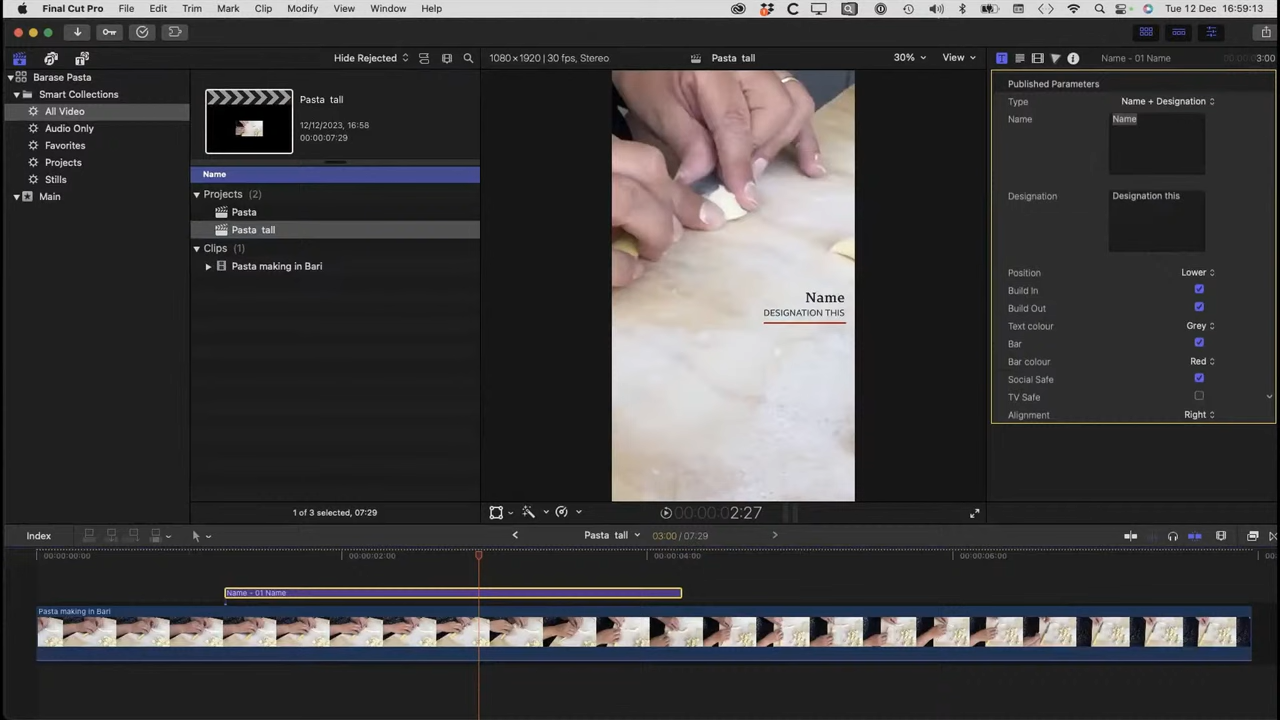 Final Cut Pro File Edit Trim Mark Clip Modify View Window Help Tue 12 Dec 16:59:13
Hide Rejected 1080×1920 | 30 fps, Stereo Pasta tall 30% View Name - 01 Name 3:00
Barase Pasta
Smart Collections
All Video
Audio Only
Favorites
Projects
Stills
Main
Pasta tall
12/12/2023, 16:58
00:00:07:29
Name
Projects (2)
Pasta
Pasta tall
Clips (1)
Pasta making in Bari
1 of 3 selected, 07:29
Name
DESIGNATION THIS
00:00:00 2:27
Published Parameters
Type Name + Designation
Name Name
Designation Designation this
Position Lower
Build In
Build Out
Text colour Grey
Bar
Bar colour Red
Social Safe
TV Safe
Alignment Right
Index Pasta tall 03:00 / 07:29
00:00:00:00 00:00:02:00 00:00:04:00 00:00:06:00
Name - 01 Name
Pasta making in Bari